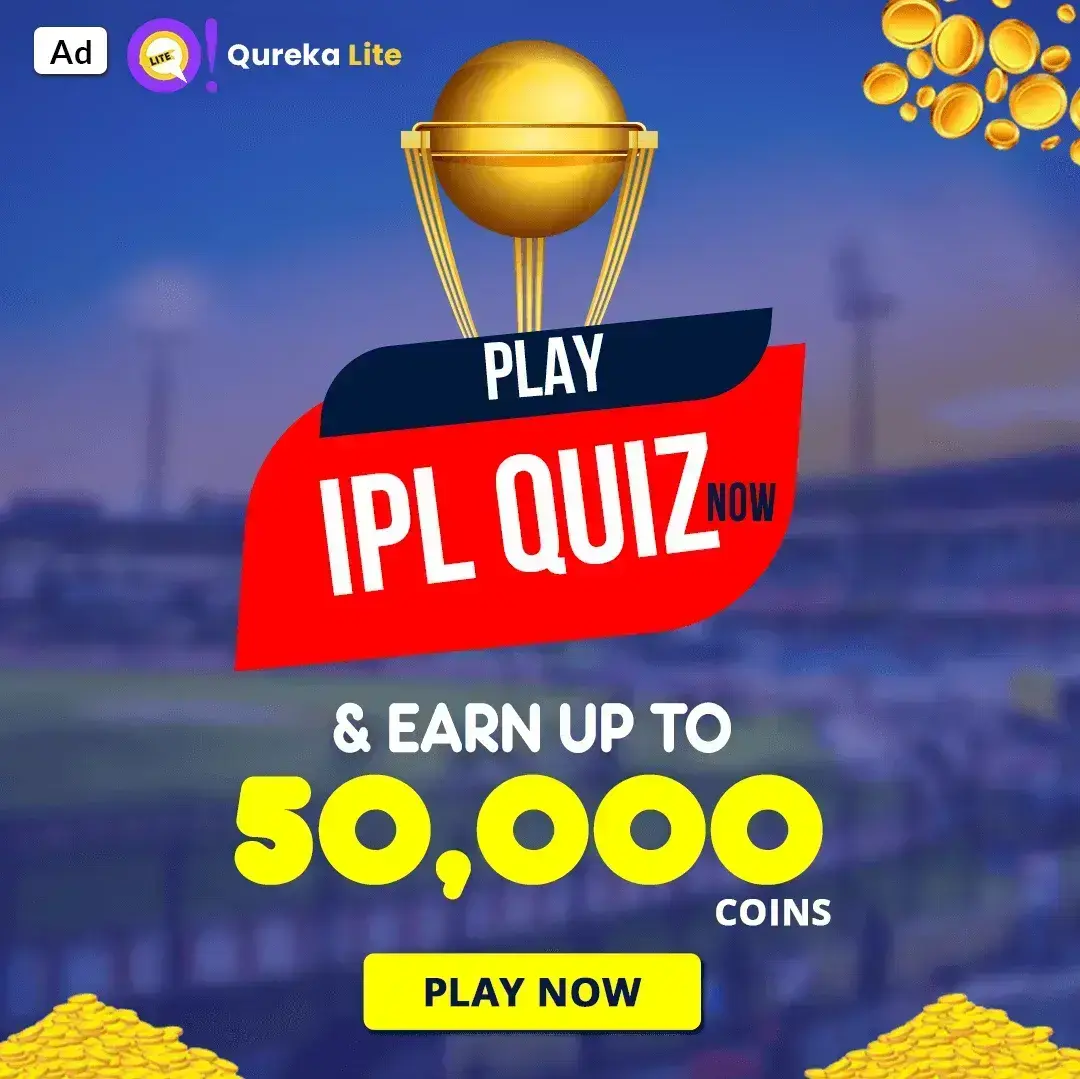 Ad
LITE
Qureka Lite
PLAY
IPL QUIZ NOW
& EARN UP TO
50,000
COINS
PLAY NOW